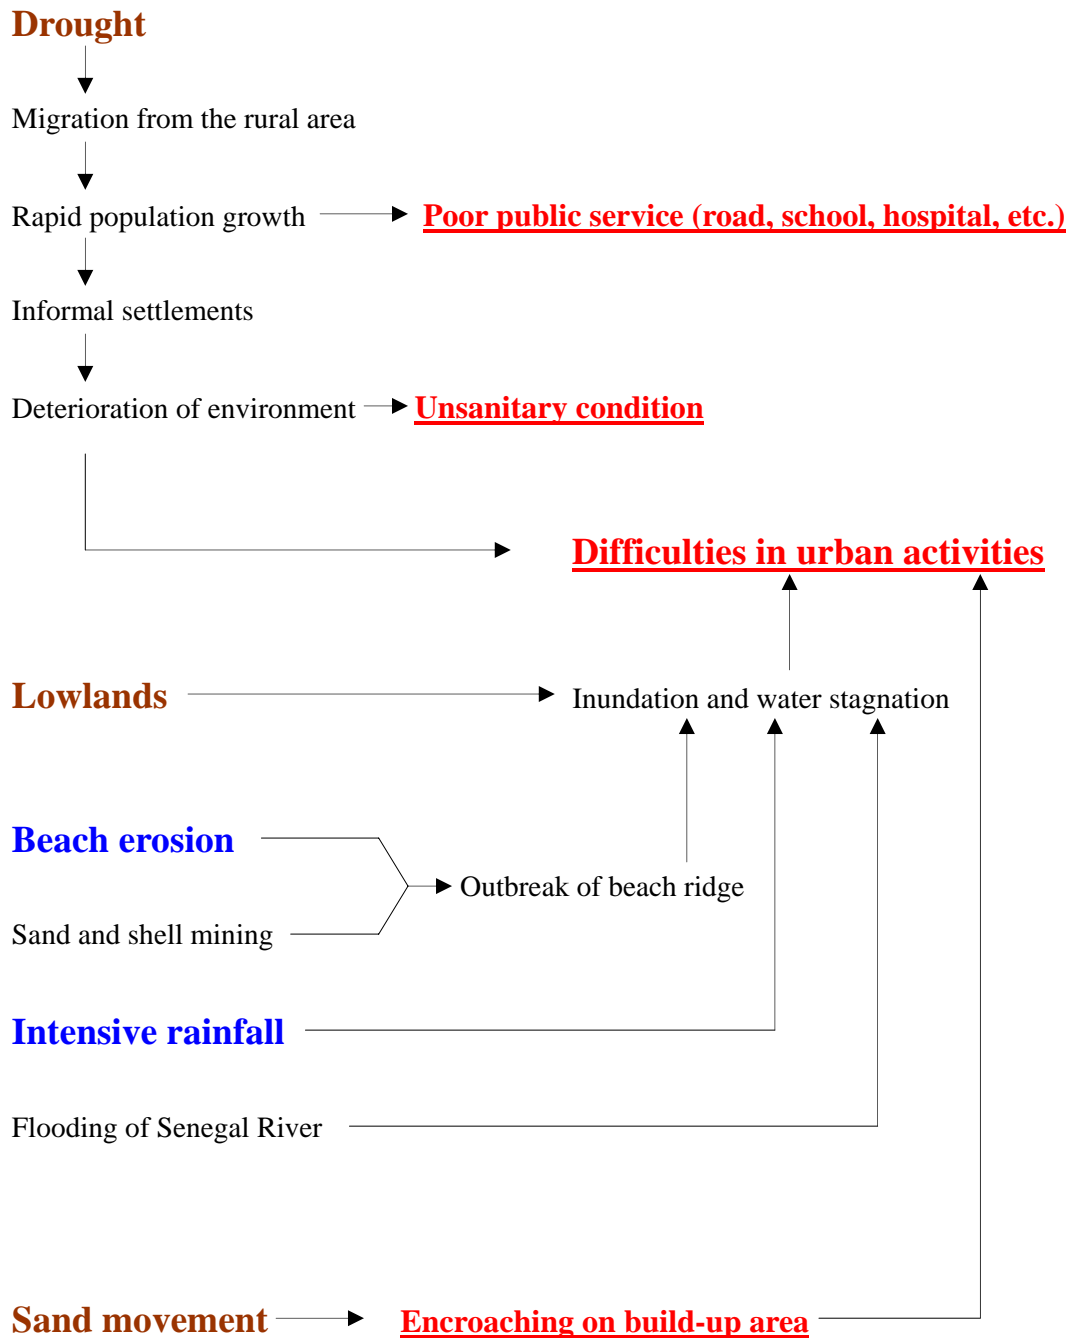 Drought
Migration from the rural area
Rapid population growth
Poor public service (road, school, hospital, etc.)
Informal settlements
Deterioration of environment
Unsanitary condition
Difficulties in urban activities
Lowlands
Inundation and water stagnation
Beach erosion
Outbreak of beach ridge
Sand and shell mining
Intensive rainfall
Flooding of Senegal River
Sand movement
Encroaching on build-up area